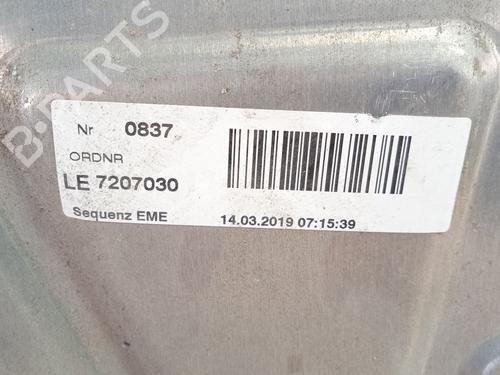 B-PARTS
Nr 0837
ORDNR
LE 7207030
Sequenz EME 14.03.2019 07:15:39